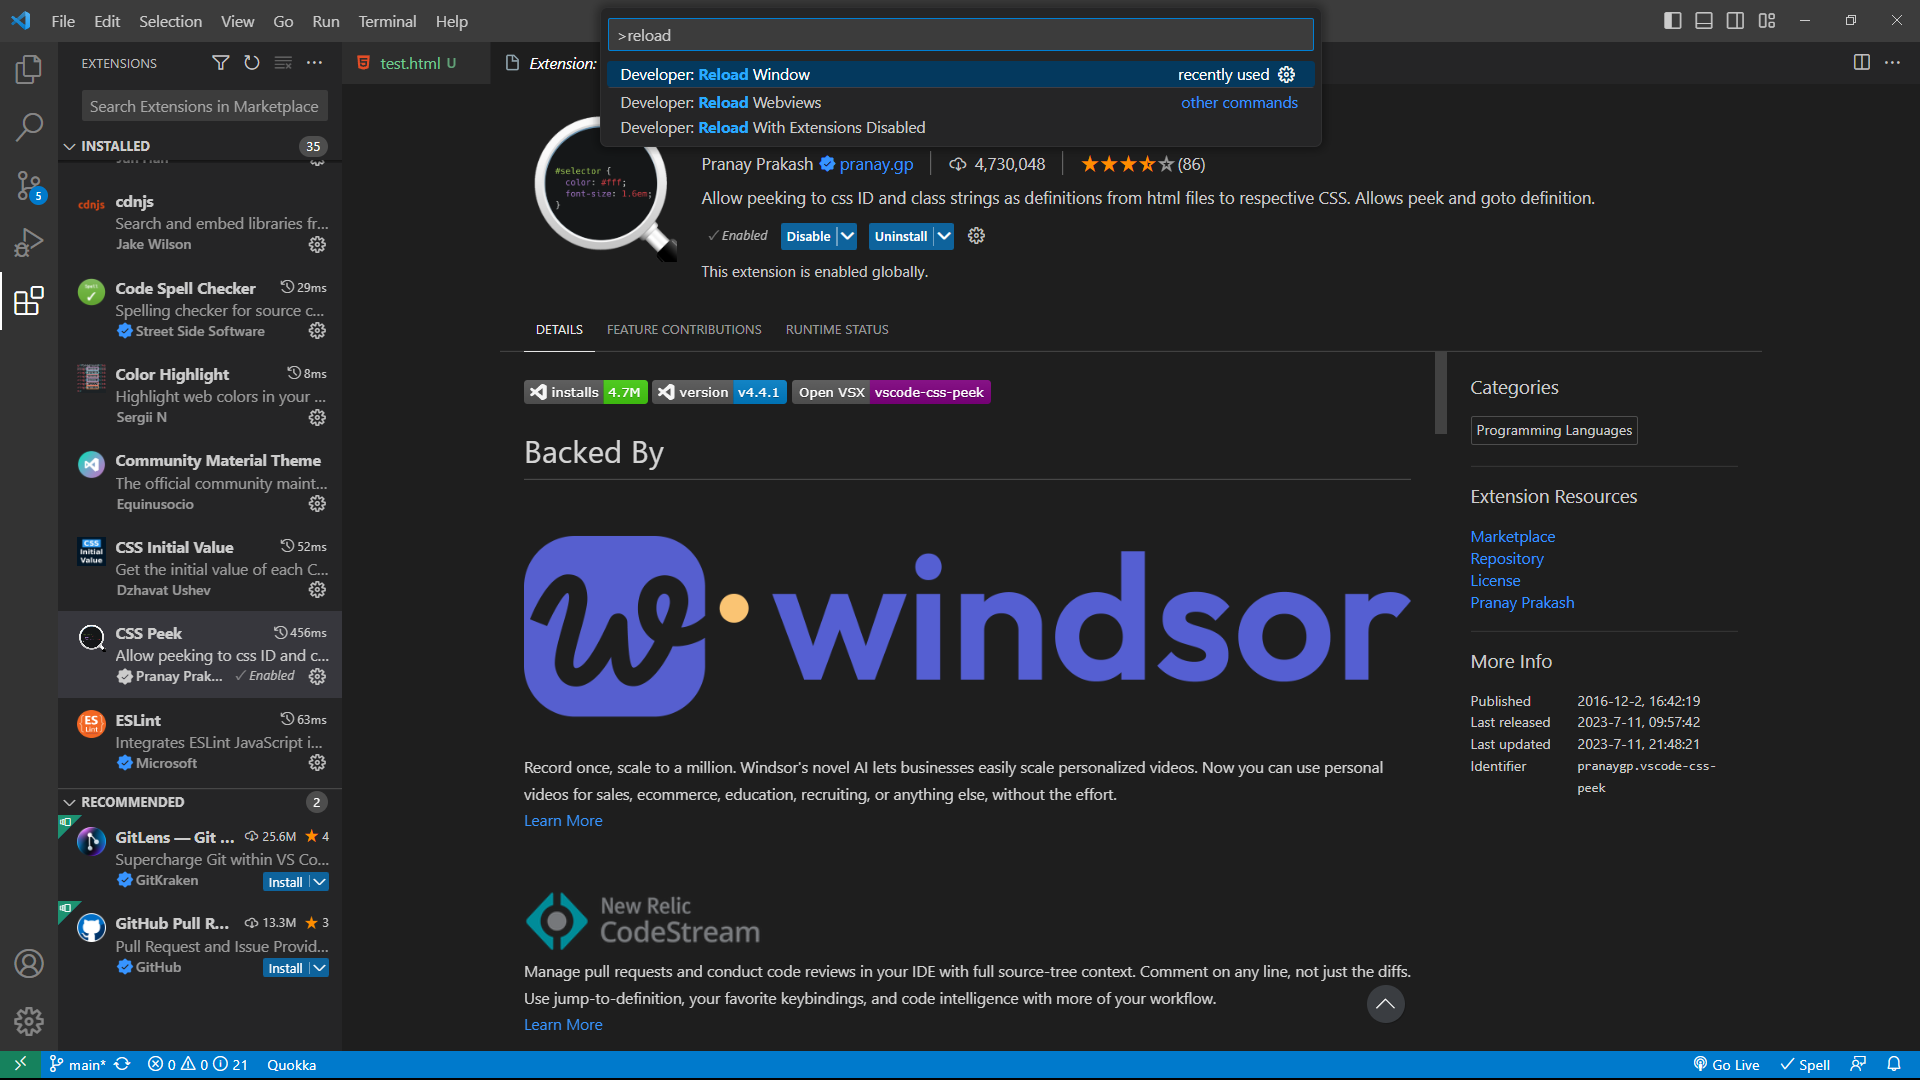 File Edit Selection View Go Run Terminal Help
>reload
Developer: Reload Window recently used
Developer: Reload Webviews other commands
Developer: Reload With Extensions Disabled
EXTENSIONS
test.html U
Extension:
Search Extensions in Marketplace
INSTALLED 35
cdnjs
cdnjs
Search and embed libraries fr...
Jake Wilson
Code Spell Checker 29ms
Spelling checker for source c...
Street Side Software
Color Highlight 8ms
Highlight web colors in your ...
Sergii N
Community Material Theme
The official community maint...
Equinusocio
CSS Initial Value
CSS Initial Value 52ms
Get the initial value of each C...
Dzhavat Ushev
CSS Peek 456ms
Allow peeking to css ID and c...
Pranay Prak... ✓ Enabled
ES Lint
ESLint 63ms
Integrates ESLint JavaScript i...
Microsoft
RECOMMENDED 2
GitLens — Git ... 25.6M ★ 4
Supercharge Git within VS Co...
GitKraken Install
GitHub Pull R... 13.3M ★ 3
Pull Request and Issue Provid...
GitHub Install
5
#selector {
color: #fff;
font-size: 1.6em;
}
Pranay Prakash pranay.gp 4,730,048 (86)
Allow peeking to css ID and class strings as definitions from html files to respective CSS. Allows peek and goto definition.
✓ Enabled Disable Uninstall
This extension is enabled globally.
DETAILS FEATURE CONTRIBUTIONS RUNTIME STATUS
installs 4.7M version v4.4.1 Open VSX vscode-css-peek
Backed By
w windsor
Record once, scale to a million. Windsor's novel AI lets businesses easily scale personalized videos. Now you can use personal
videos for sales, ecommerce, education, recruiting, or anything else, without the effort.
Learn More
New Relic
CodeStream
Manage pull requests and conduct code reviews in your IDE with full source-tree context. Comment on any line, not just the diffs.
Use jump-to-definition, your favorite keybindings, and code intelligence with more of your workflow.
Learn More
Categories
Programming Languages
Extension Resources
Marketplace
Repository
License
Pranay Prakash
More Info
Published 2016-12-2, 16:42:19
Last released 2023-7-11, 09:57:42
Last updated 2023-7-11, 21:48:21
Identifier pranaygp.vscode-css-
peek
main* 0 0 21 Quokka Go Live ✓ Spell